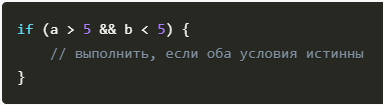 if (a > 5 && b < 5) {
    // выполнить, если оба условия истинны
}